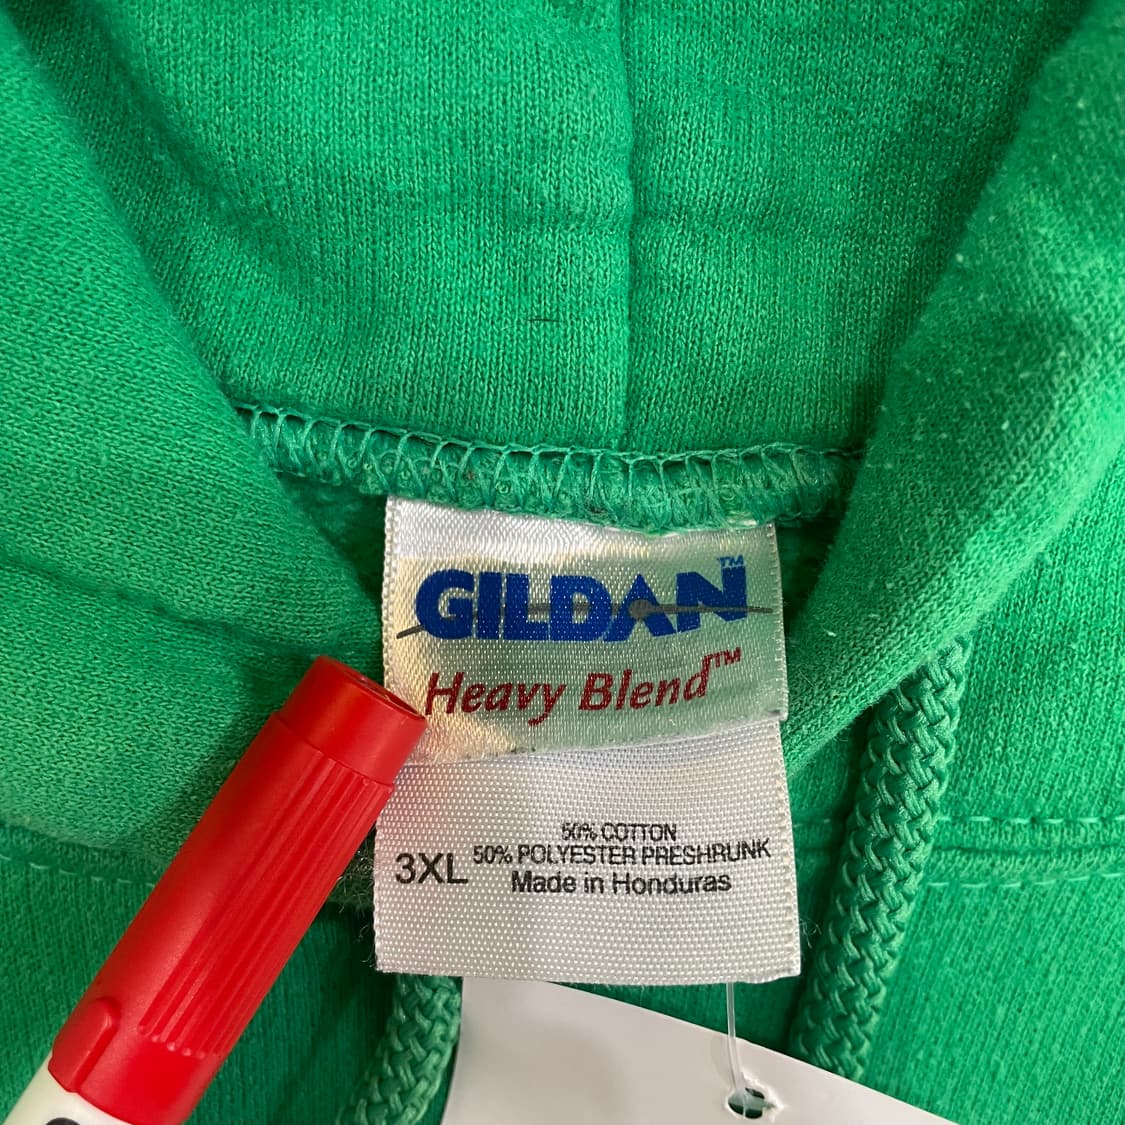 GILDAN™
Heavy Blend™
50% COTTON
3XL 50% POLYESTER PRESHRUNK
Made in Honduras